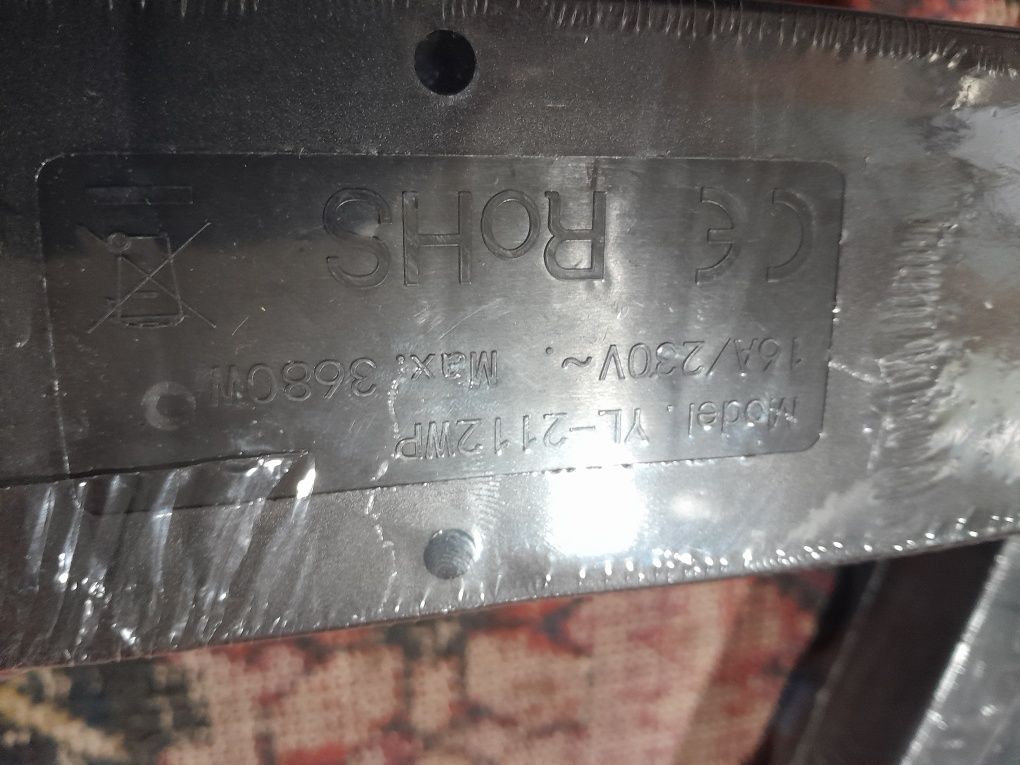 Model. YL-2112WP
16A/230V~. Max. 3680W
CE RoHS